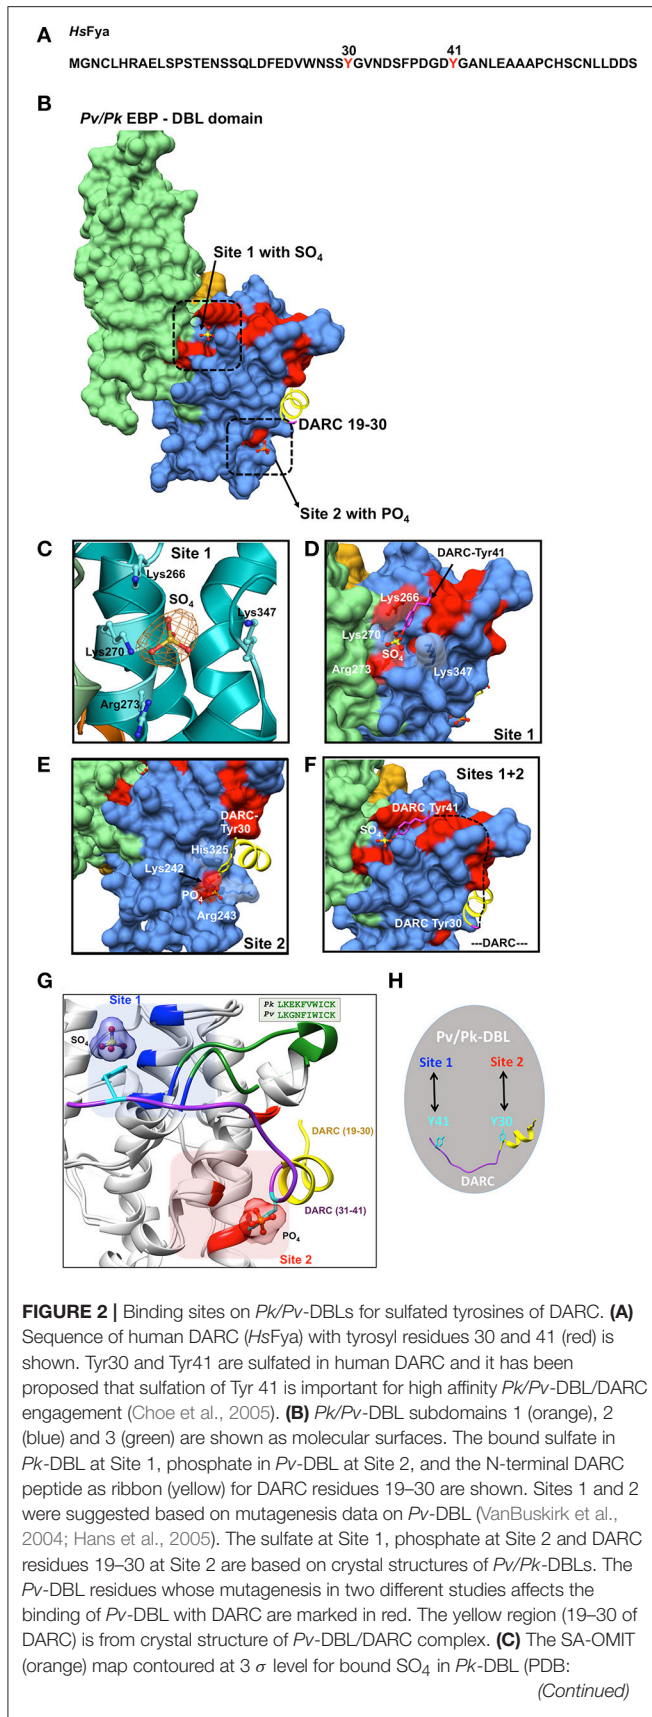 A
HsFya
30
41
MGNCLHRAELSPSTENSSQLDFEDVWNSSYGVNDSFPDGDYGANLEAAAPCHSCNLLDDS
B
Pv/Pk EBP - DBL domain
Site 1 with SO4
DARC 19-30
Site 2 with PO4
C
Site 1
Lys266
SO4
Lys347
Lys270
Arg273
D
DARC-Tyr41
Lys266
Lys270
SO4
Arg273
Lys347
Site 1
E
DARC-
Tyr30
His325
Lys242
PO4
Arg243
Site 2
F
Sites 1+2
DARC Tyr41
SO4
DARC Tyr30
---DARC---
G
Site 1
Pk LKEKFVWICK
Pv LKGNFIWICK
SO4
DARC (19-30)
DARC (31-41)
PO4
Site 2
H
Pv/Pk-DBL
Site 1 Site 2
Y41 Y30
DARC
FIGURE 2 | Binding sites on Pk/Pv-DBLs for sulfated tyrosines of DARC. (A)
Sequence of human DARC (HsFya) with tyrosyl residues 30 and 41 (red) is
shown. Tyr30 and Tyr41 are sulfated in human DARC and it has been
proposed that sulfation of Tyr 41 is important for high affinity Pk/Pv-DBL/DARC
engagement (Choe et al., 2005). (B) Pk/Pv-DBL subdomains 1 (orange), 2
(blue) and 3 (green) are shown as molecular surfaces. The bound sulfate in
Pk-DBL at Site 1, phosphate in Pv-DBL at Site 2, and the N-terminal DARC
peptide as ribbon (yellow) for DARC residues 19–30 are shown. Sites 1 and 2
were suggested based on mutagenesis data on Pv-DBL (VanBuskirk et al.,
2004; Hans et al., 2005). The sulfate at Site 1, phosphate at Site 2 and DARC
residues 19–30 at Site 2 are based on crystal structures of Pv/Pk-DBLs. The
Pv-DBL residues whose mutagenesis in two different studies affects the
binding of Pv-DBL with DARC are marked in red. The yellow region (19–30 of
DARC) is from crystal structure of Pv-DBL/DARC complex. (C) The SA-OMIT
(orange) map contoured at 3 σ level for bound SO4 in Pk-DBL (PDB:
(Continued)